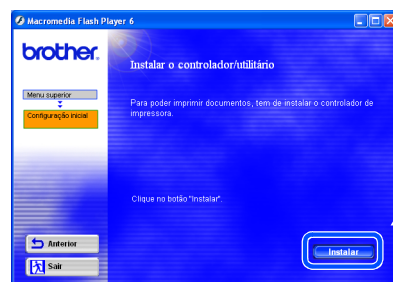 Macromedia Flash Player 6
brother.
Instalar o controlador/utilitário
Menu superior
Configuração inicial
Para poder imprimir documentos, tem de instalar o controlador de
impressora.
Clique no botão "Instalar".
Anterior
Instalar
Sair